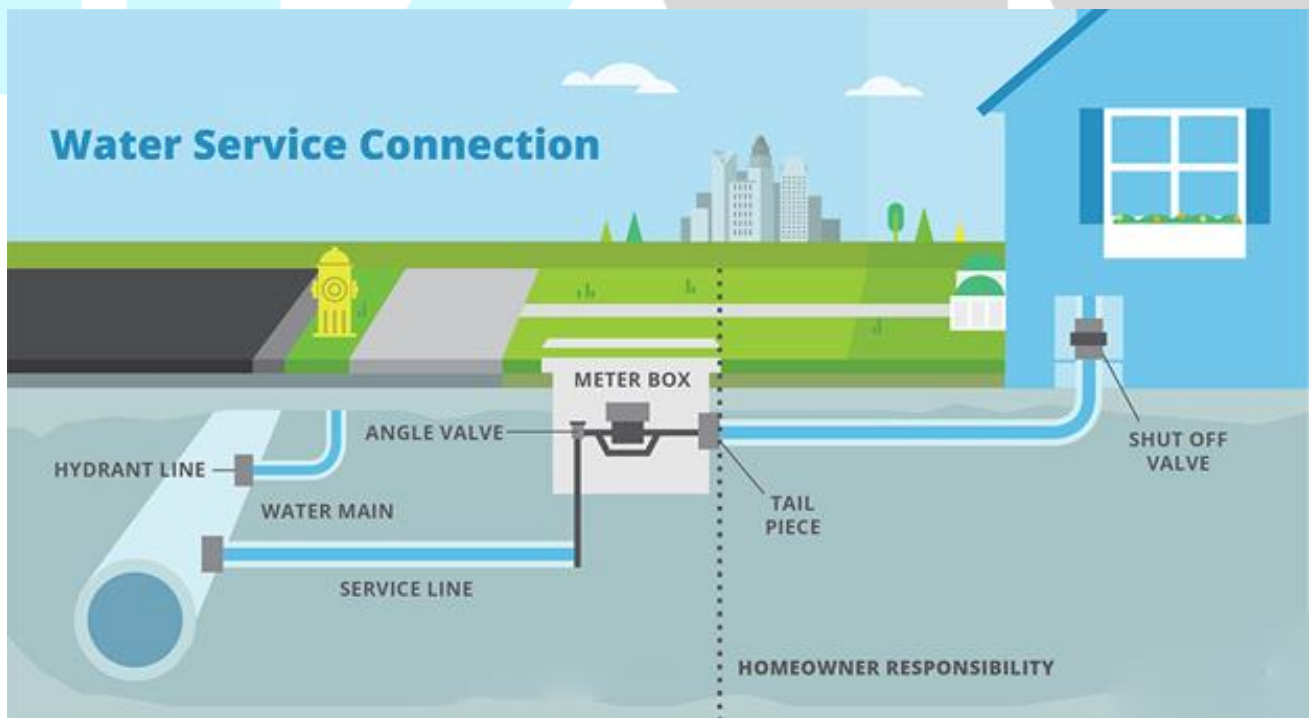 Water Service Connection
METER BOX
ANGLE VALVE
HYDRANT LINE
WATER MAIN
SERVICE LINE
TAIL
PIECE
SHUT OFF
VALVE
HOMEOWNER RESPONSIBILITY